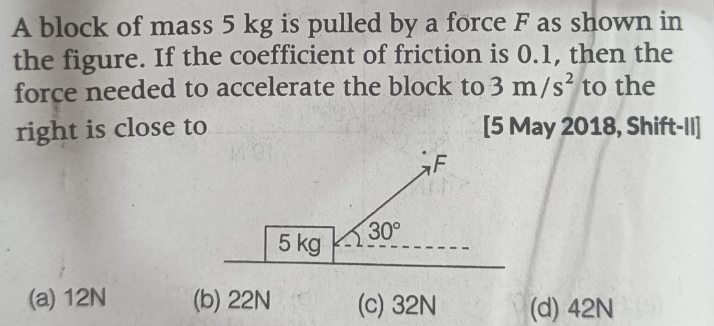 A block of mass 5 kg is pulled by a force F as shown in
the figure. If the coefficient of friction is 0.1, then the
force needed to accelerate the block to 3 m/s² to the
right is close to [5 May 2018, Shift-II]
F
30°
5 kg
(a) 12N (b) 22N (c) 32N (d) 42N